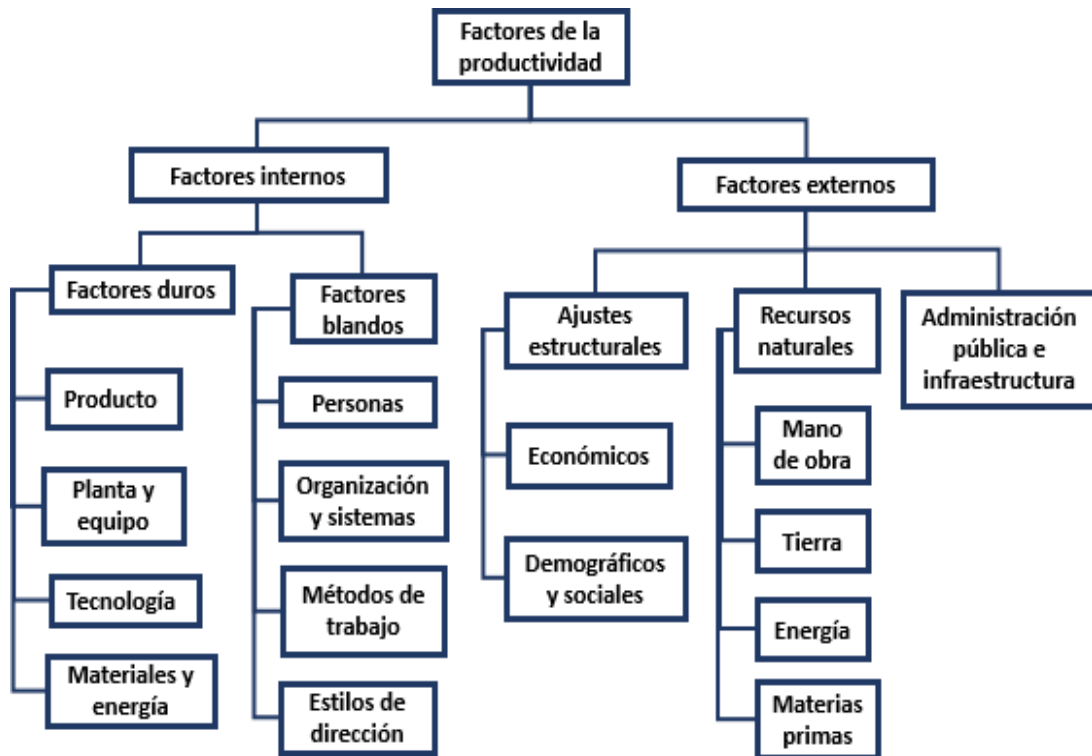 Factores de la
productividad
Factores internos
Factores externos
Factores duros
Producto
Planta y
equipo
Tecnología
Materiales y
energía
Factores
blandos
Personas
Organización
y sistemas
Métodos de
trabajo
Estilos de
dirección
Ajustes
estructurales
Económicos
Demográficos
y sociales
Recursos
naturales
Mano
de obra
Tierra
Energía
Materias
primas
Administración
pública e
infraestructura